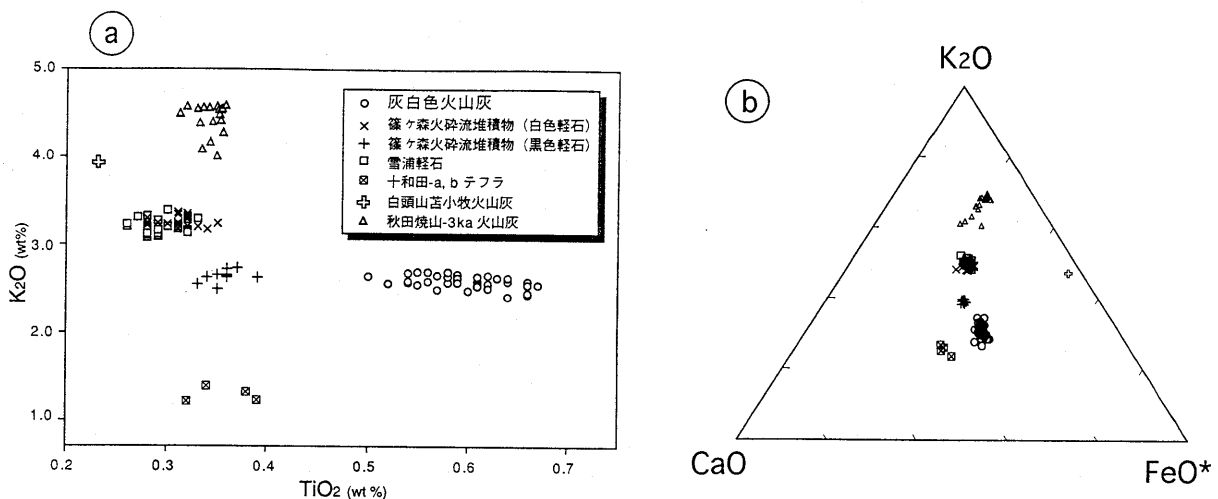 a
5.0
4.0
3.0
2.0
1.0
K2O (wt%)
0.2
0.3
0.4
0.5
0.6
0.7
TiO2 (wt%)
灰白色火山灰
篠ヶ森火砕流堆積物（白色軽石）
篠ヶ森火砕流堆積物（黒色軽石）
雪浦軽石
十和田-a, b テフラ
白頭山苫小牧火山灰
秋田焼山-3ka 火山灰
b
K2O
CaO
FeO*